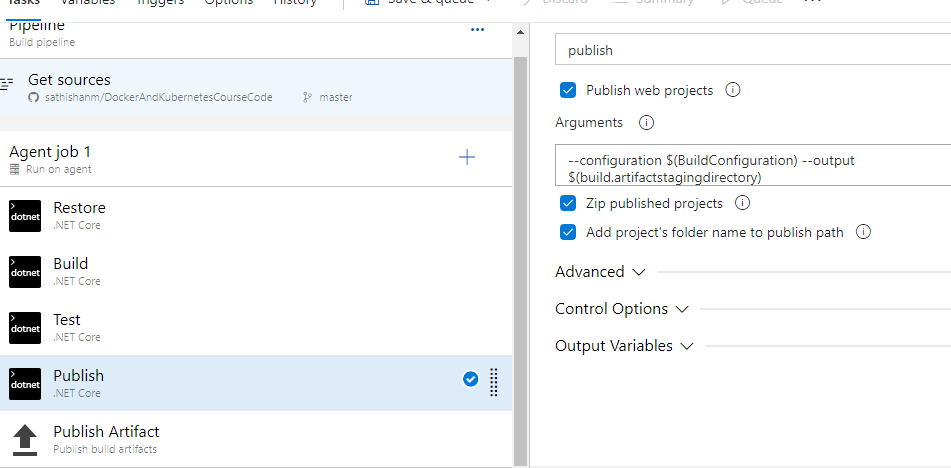 Tasks Variables Triggers Options History Save & queue Discard Summary Queue ...
Pipeline ...
Build pipeline
Get sources
sathishanm/DockerAndKubernetesCourseCode master
Agent job 1
Run on agent
>dotnet Restore
.NET Core
>dotnet Build
.NET Core
>dotnet Test
.NET Core
>dotnet Publish
.NET Core
Publish Artifact
Publish build artifacts
publish
Publish web projects
Arguments
--configuration $(BuildConfiguration) --output
$(build.artifactstagingdirectory)
Zip published projects
Add project's folder name to publish path
Advanced
Control Options
Output Variables